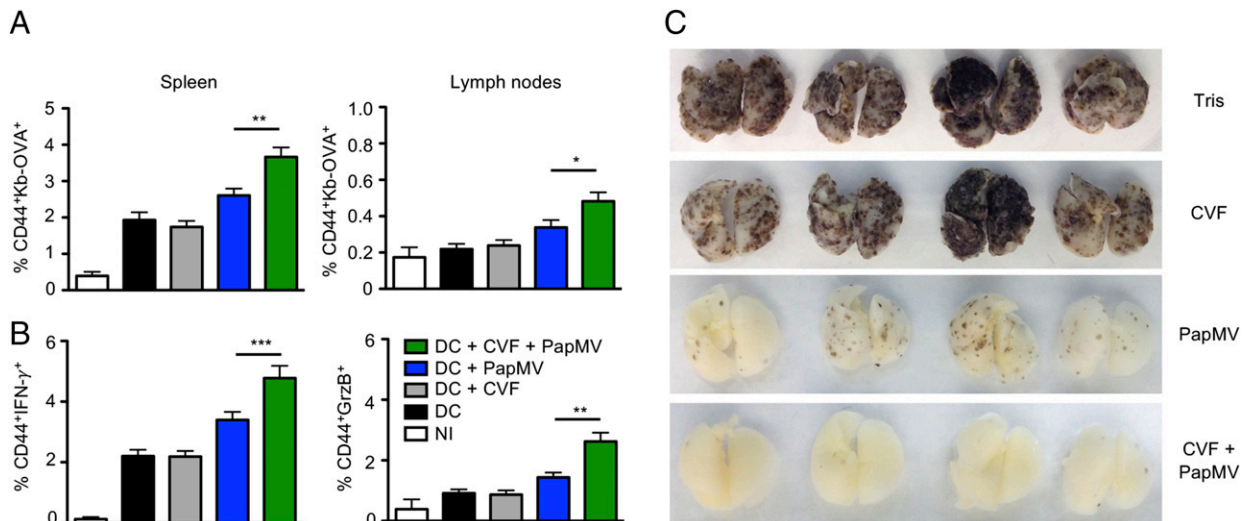 A
Spleen
Lymph nodes
% CD44⁺Kb-OVA⁺
5
4
3
2
1
0
**
% CD44⁺Kb-OVA⁺
1.0
0.8
0.6
0.4
0.2
0
*
B
% CD44⁺IFN-γ⁺
6
4
2
0
***
% CD44⁺GrzB⁺
6
4
2
0
**
DC + CVF + PapMV
DC + PapMV
DC + CVF
DC
NI
C
Tris
CVF
PapMV
CVF +
PapMV